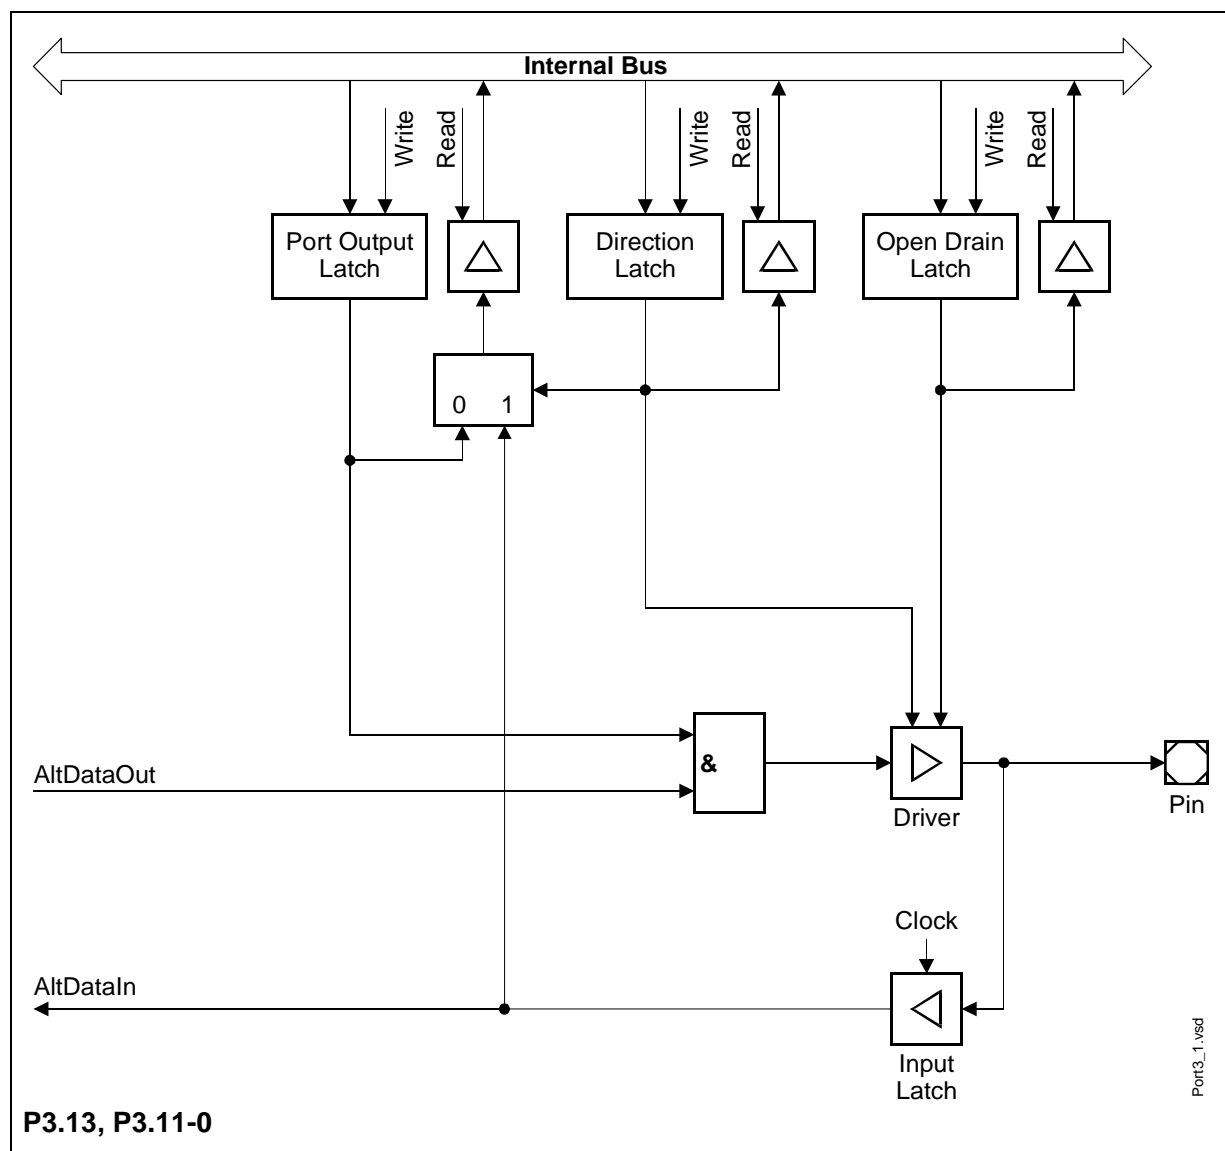 Internal Bus
Write
Read
Write
Read
Write
Read
Port Output
Latch
Direction
Latch
Open Drain
Latch
0 1
AltDataOut
&
Driver
Pin
Clock
AltDataIn
Input
Latch
Port3_1.vsd
P3.13, P3.11-0